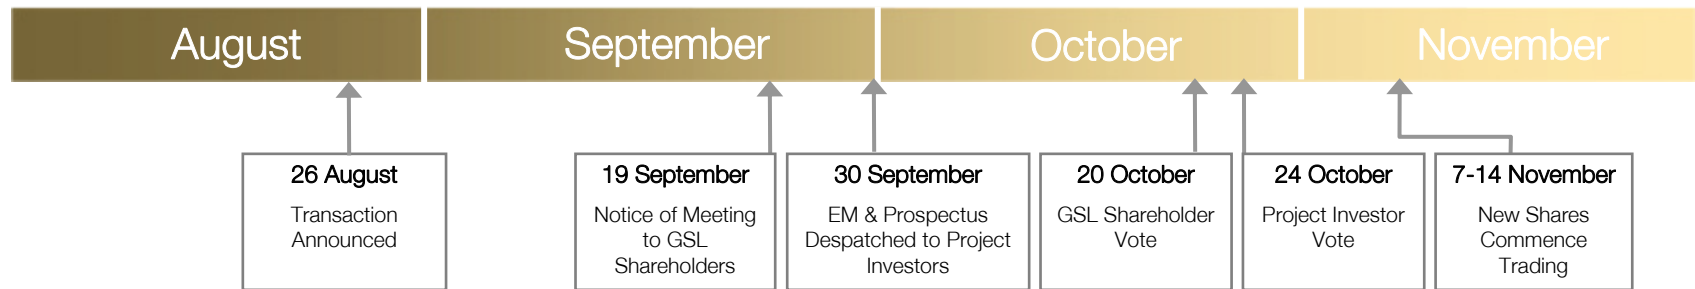 August
September
October
November
26 August
Transaction
Announced
19 September
Notice of Meeting
to GSL
Shareholders
30 September
EM & Prospectus
Despatched to Project
Investors
20 October
GSL Shareholder
Vote
24 October
Project Investor
Vote
7-14 November
New Shares
Commence
Trading